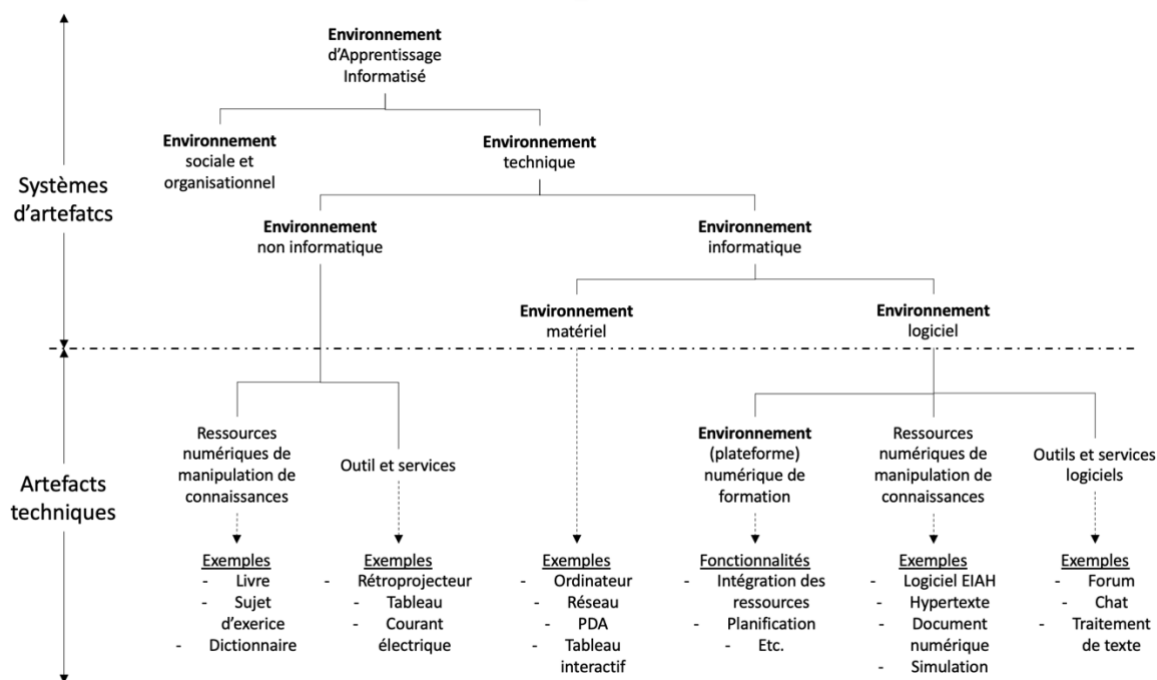 Environnement
d'Apprentissage
Informatisé
Environnement
sociale et
organisationnel
Environnement
technique
Systèmes
d'artefatcs
Environnement
non informatique
Environnement
informatique
Environnement
matériel
Environnement
logiciel
Artefacts
techniques
Ressources
numériques de
manipulation de
connaissances
Outil et services
Environnement
(plateforme)
numérique de
formation
Ressources
numériques de
manipulation de
connaissances
Outils et services
logiciels
Exemples
- Livre
- Sujet
d'exerice
- Dictionnaire
Exemples
- Rétroprojecteur
- Tableau
- Courant
électrique
Exemples
- Ordinateur
- Réseau
- PDA
- Tableau
interactif
Fonctionnalités
- Intégration des
ressources
- Planification
- Etc.
Exemples
- Logiciel EIAH
- Hypertexte
- Document
numérique
- Simulation
Exemples
- Forum
- Chat
- Traitement
de texte